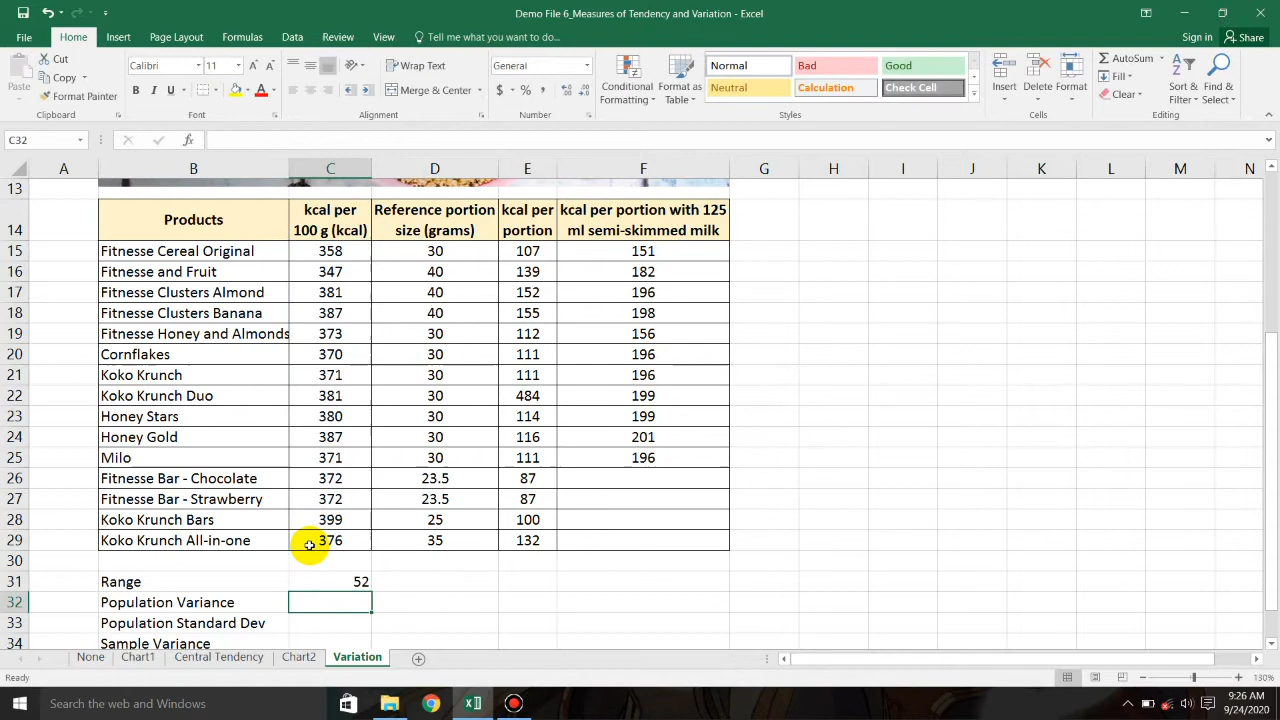 Demo File 6_Measures of Tendency and Variation - Excel
File Home Insert Page Layout Formulas Data Review View Tell me what you want to do... Sign in Share
Paste
Cut
Copy
Format Painter
Calibri 11
B I U
Wrap Text
Merge & Center
General
$ % ,
Conditional Formatting
Format as Table
Normal Bad Good
Neutral Calculation Check Cell
Insert Delete Format
AutoSum
Fill
Clear
Sort & Filter
Find & Select
Clipboard Font Alignment Number Styles Cells Editing
C32 fx
A B C D E F G H I J K L M N
13
14 Products kcal per 100 g (kcal) Reference portion size (grams) kcal per portion kcal per portion with 125 ml semi-skimmed milk
15 Fitnesse Cereal Original 358 30 107 151
16 Fitnesse and Fruit 347 40 139 182
17 Fitnesse Clusters Almond 381 40 152 196
18 Fitnesse Clusters Banana 387 40 155 198
19 Fitnesse Honey and Almonds 373 30 112 156
20 Cornflakes 370 30 111 196
21 Koko Krunch 371 30 111 196
22 Koko Krunch Duo 381 30 484 199
23 Honey Stars 380 30 114 199
24 Honey Gold 387 30 116 201
25 Milo 371 30 111 196
26 Fitnesse Bar - Chocolate 372 23.5 87
27 Fitnesse Bar - Strawberry 372 23.5 87
28 Koko Krunch Bars 399 25 100
29 Koko Krunch All-in-one 376 35 132
30
31 Range 52
32 Population Variance
33 Population Standard Dev
34 Sample Variance
None Chart1 Central Tendency Chart2 Variation
Ready 130%
Search the web and Windows
9:26 AM
9/24/2020